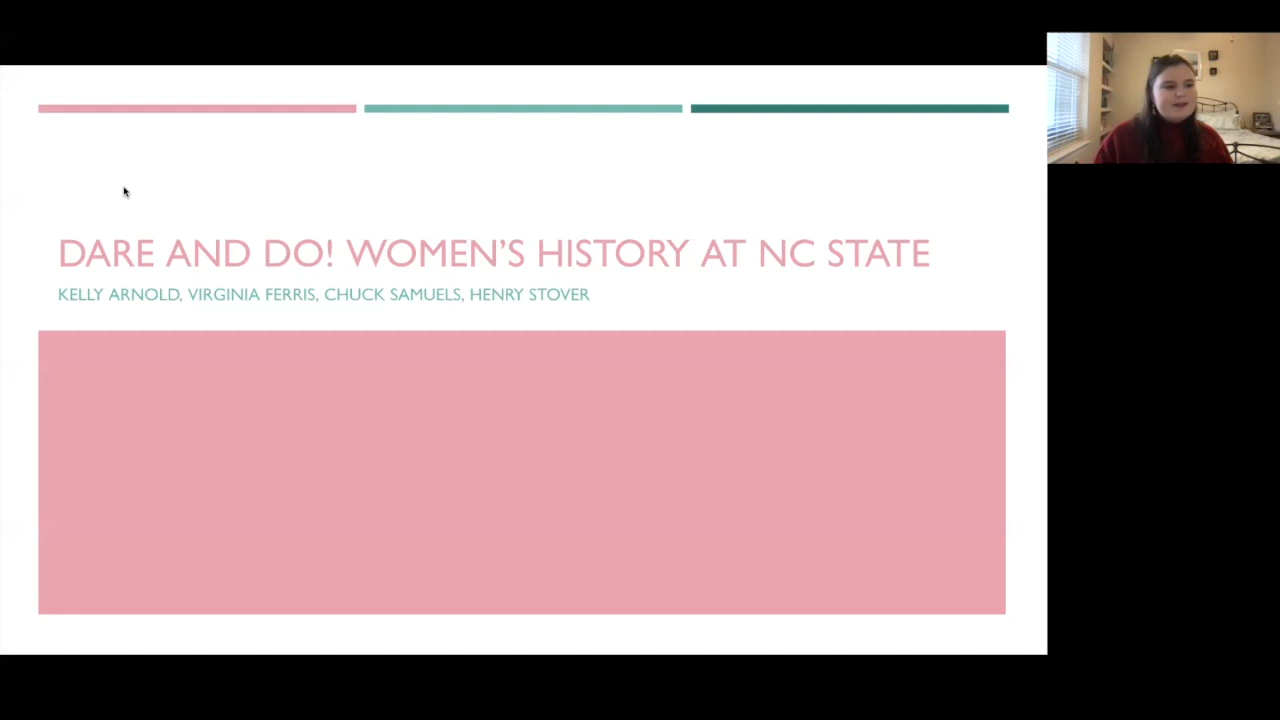 DARE AND DO! WOMEN’S HISTORY AT NC STATE
KELLY ARNOLD, VIRGINIA FERRIS, CHUCK SAMUELS, HENRY STOVER